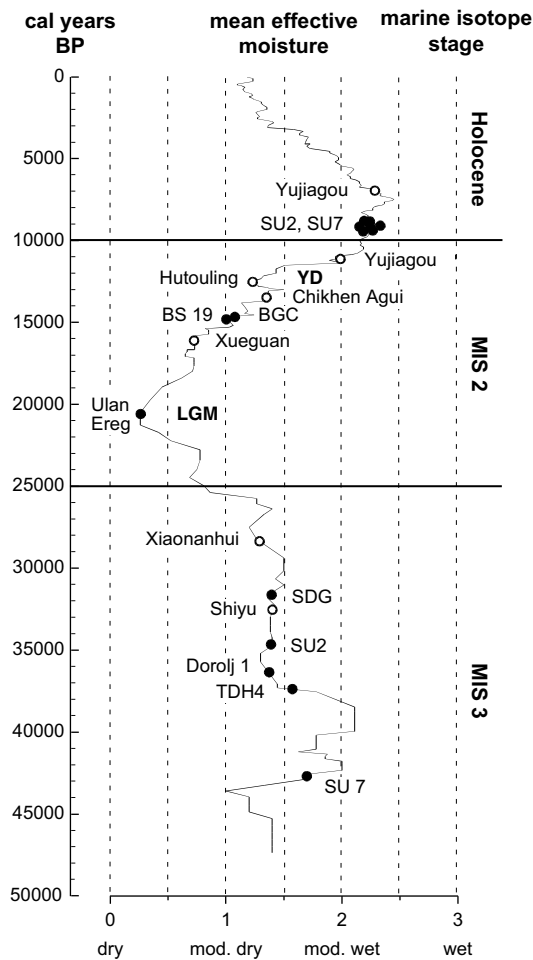 cal years BP
mean effective moisture
marine isotope stage
0
5000
10000
15000
20000
25000
30000
35000
40000
45000
50000
Holocene
MIS 2
MIS 3
Yujiagou
SU2, SU7
Yujiagou
Hutouling
YD
Chikhen Agui
BS 19
BGC
Xueguan
Ulan
Ereg
LGM
Xiaonanhui
SDG
Shiyu
SU2
Dorolj 1
TDH4
SU 7
0 1 2 3
dry mod. dry mod. wet wet